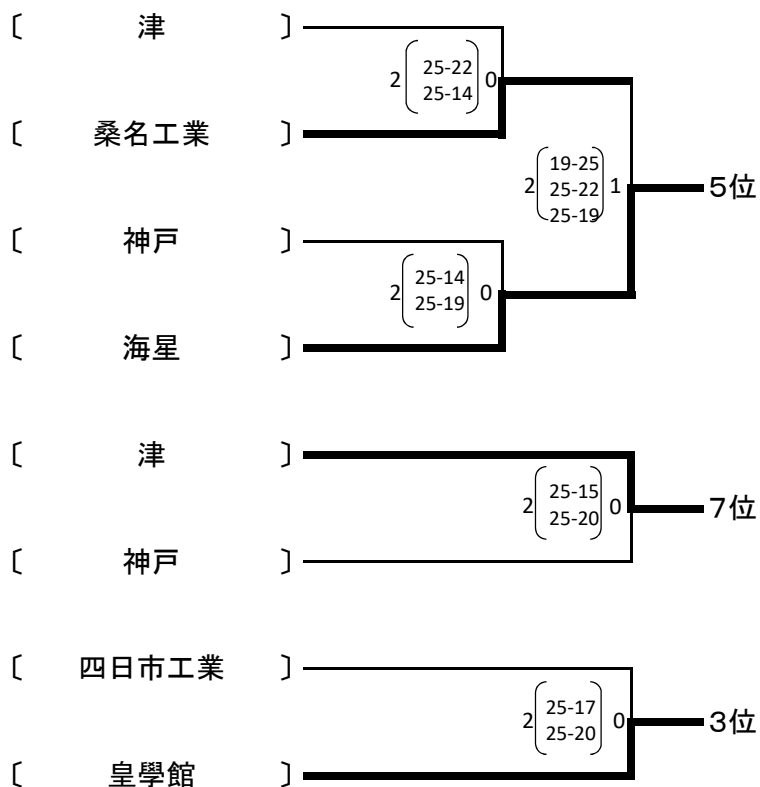 〔 津 〕
2 25-22 0
25-14
〔 桑名工業 〕
2 19-25 1
25-22
25-19
5位
〔 神戸 〕
2 25-14 0
25-19
〔 海星 〕
〔 津 〕
2 25-15 0
25-20
7位
〔 神戸 〕
〔 四日市工業 〕
2 25-17 0
25-20
3位
〔 皇學館 〕